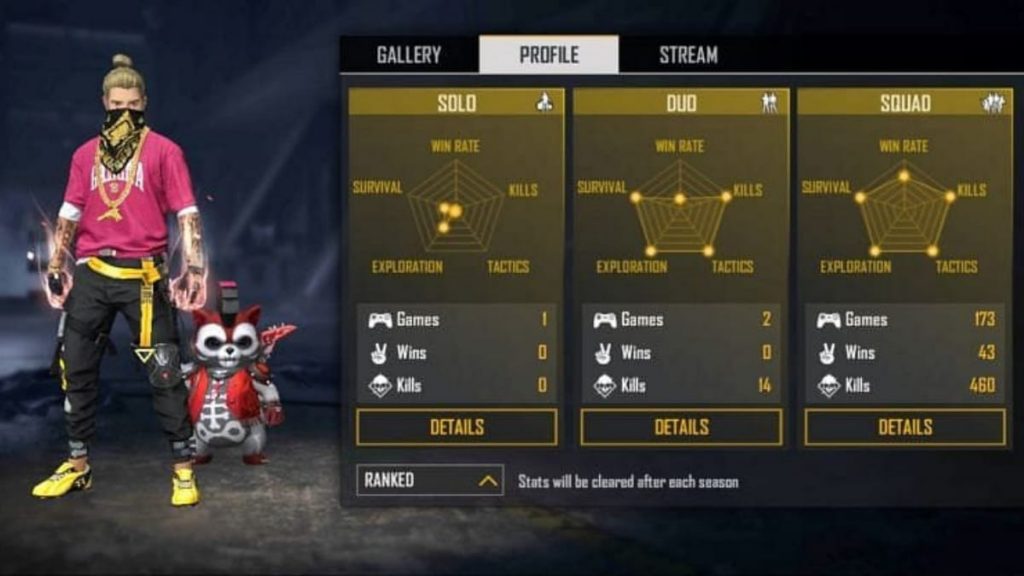 GALLERY PROFILE STREAM
SOLO
WIN RATE
SURVIVAL KILLS
EXPLORATION TACTICS
Games 1
Wins 0
Kills 0
DETAILS
DUO
WIN RATE
SURVIVAL KILLS
EXPLORATION TACTICS
Games 2
Wins 0
Kills 14
DETAILS
SQUAD
WIN RATE
SURVIVAL KILLS
EXPLORATION TACTICS
Games 173
Wins 43
Kills 460
DETAILS
RANKED Stats will be cleared after each season